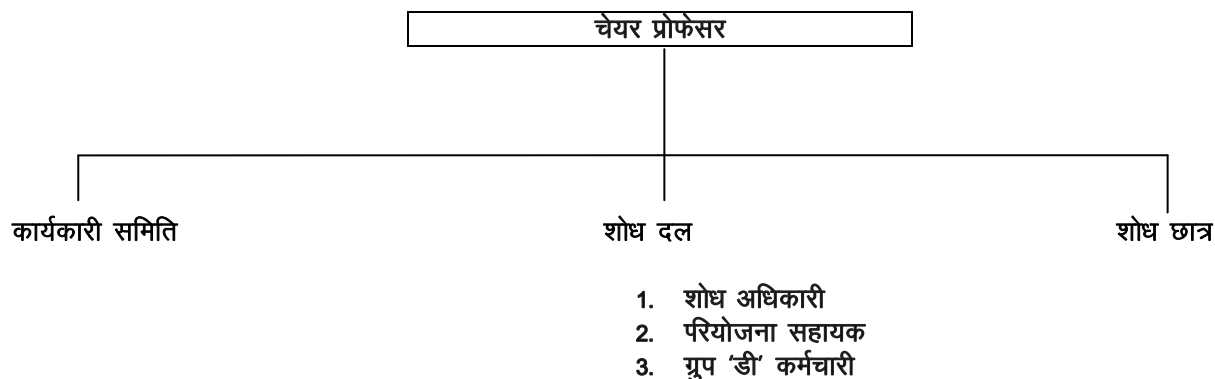 चेयर प्रोफेसर
कार्यकारी समिति
शोध दल
शोध छात्र
1. शोध अधिकारी
2. परियोजना सहायक
3. ग्रुप ‘डी’ कर्मचारी